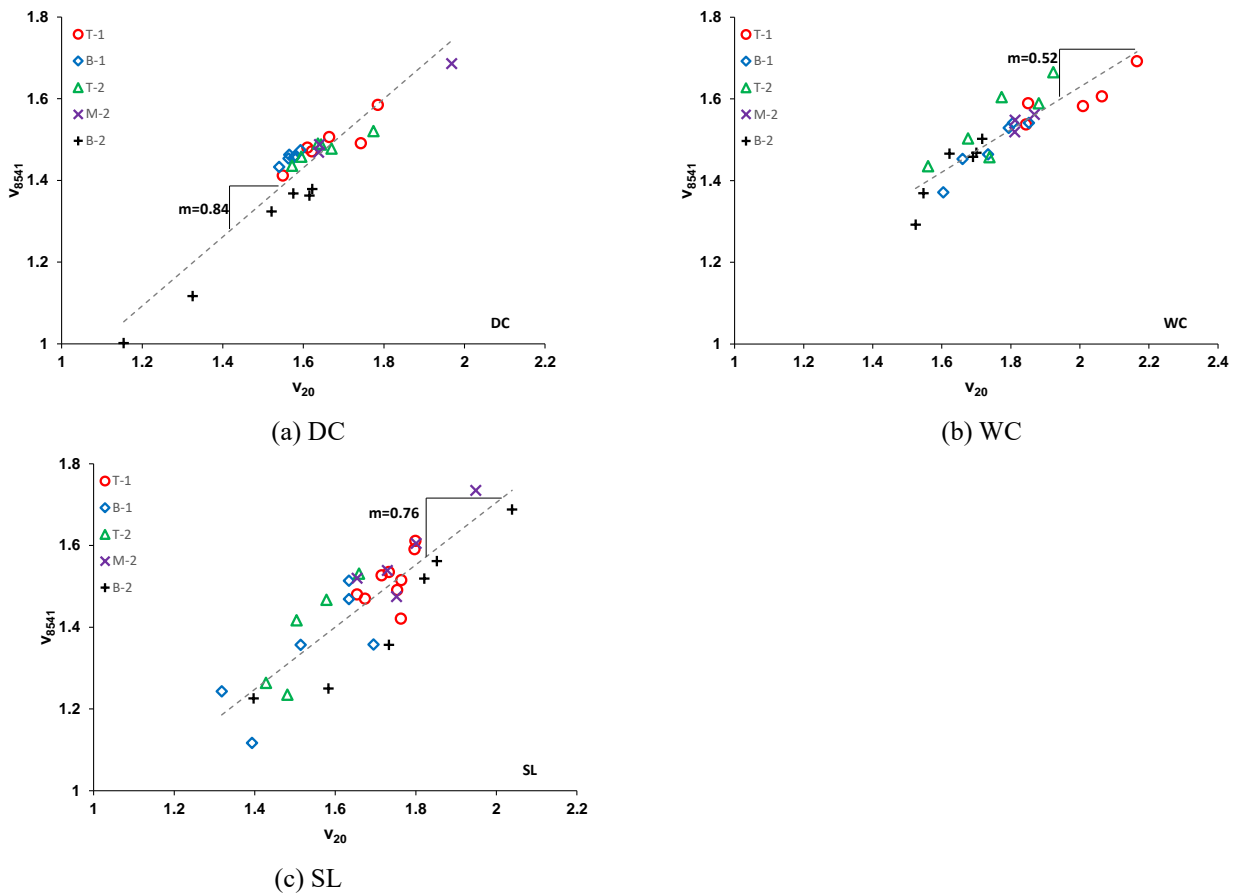 1.8
1.6
1.4
1.2
1
1
1.2
1.4
1.6
1.8
2
2.2
v8541
v20
T-1
B-1
T-2
M-2
B-2
m=0.84
DC
(a) DC
1.8
1.6
1.4
1.2
1
1
1.2
1.4
1.6
1.8
2
2.2
2.4
v8541
v20
T-1
B-1
T-2
M-2
B-2
m=0.52
WC
(b) WC
1.8
1.6
1.4
1.2
1
1
1.2
1.4
1.6
1.8
2
2.2
v8541
v20
T-1
B-1
T-2
M-2
B-2
m=0.76
SL
(c) SL